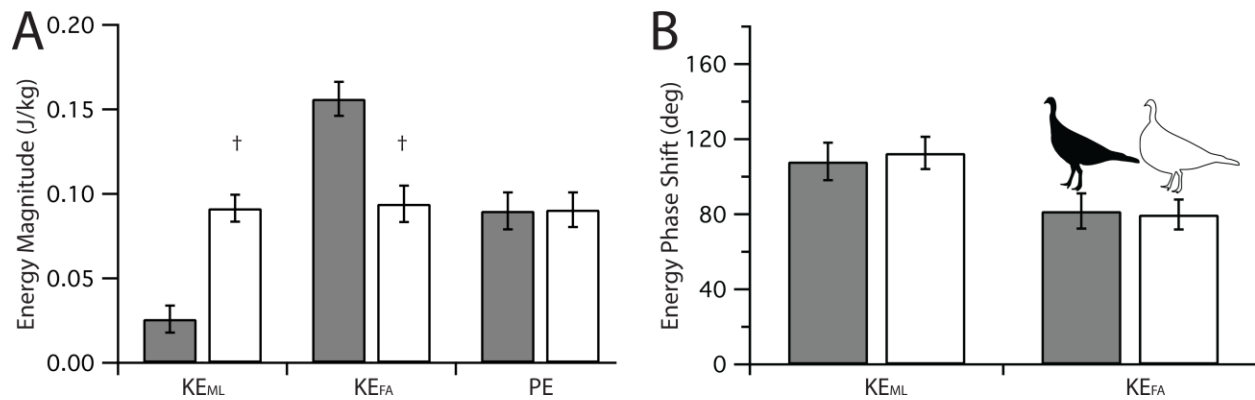 A
Energy Magnitude (J/kg)
0.20
0.15
0.10
0.05
0.00
†
†
KEML
KEFA
PE
B
Energy Phase Shift (deg)
160
120
80
40
0
KEML
KEFA